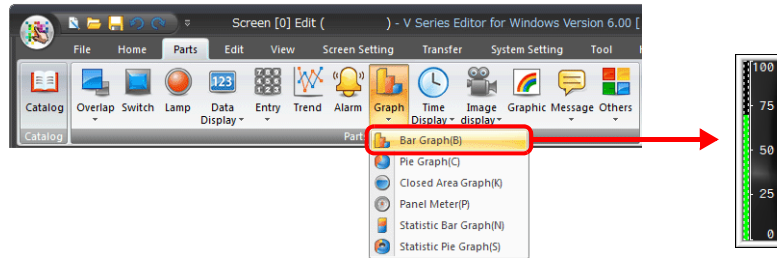 Screen [0] Edit ( ) - V Series Editor for Windows Version 6.00 [
File Home Parts Edit View Screen Setting Transfer System Setting Tool
Catalog Overlap Switch Lamp Data Display Entry Trend Alarm Graph Time Display Image display Graphic Message Others
Catalog Part
Bar Graph(B)
Pie Graph(C)
Closed Area Graph(K)
Panel Meter(P)
Statistic Bar Graph(N)
Statistic Pie Graph(S)
100
75
50
25
0